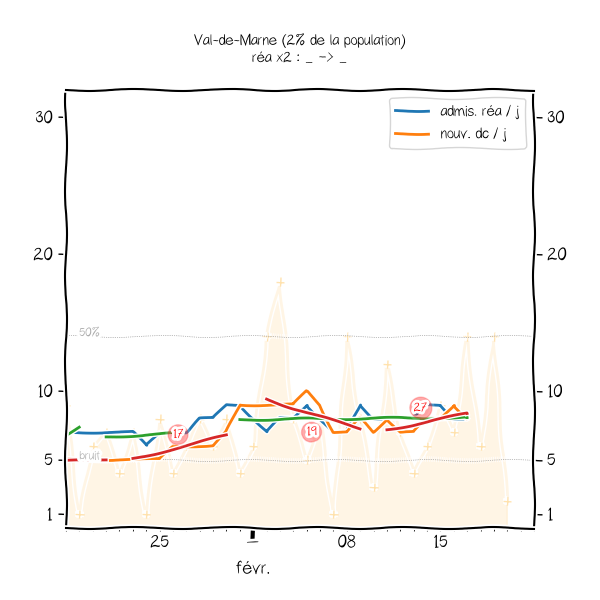 Val-de-Marne (2% de la population)
réa x2 : _ -> _
admis. réa / j
nouv. dc / j
30
30
20
20
50%
10
10
27
17
19
bruit
5
5
1
1
25
08
15
févr.